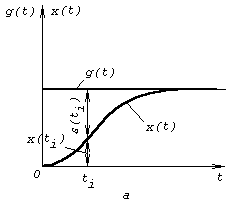 g(t) x(t)
g(t)
ε(t_i)
x(t_i)
x(t)
0
t_i
t
a